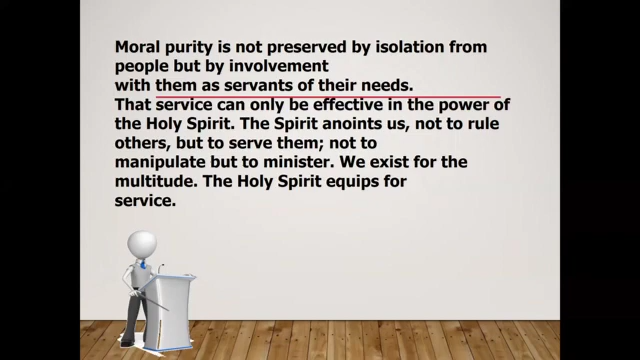 Moral purity is not preserved by isolation from
people but by involvement
with them as servants of their needs.
That service can only be effective in the power of
the Holy Spirit. The Spirit anoints us, not to rule
others, but to serve them; not to
manipulate but to minister. We exist for the
multitude. The Holy Spirit equips for
service.